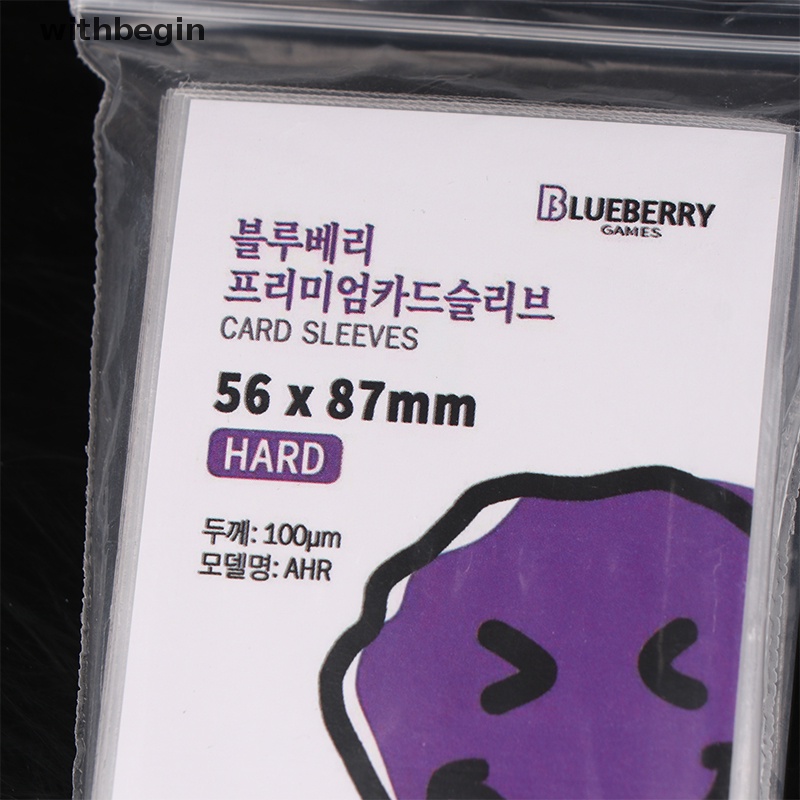 withbegin
BLUEBERRY
GAMES
블루베리
프리미엄카드슬리브
CARD SLEEVES
56 x 87mm
HARD
두께: 100μm
모델명: AHR